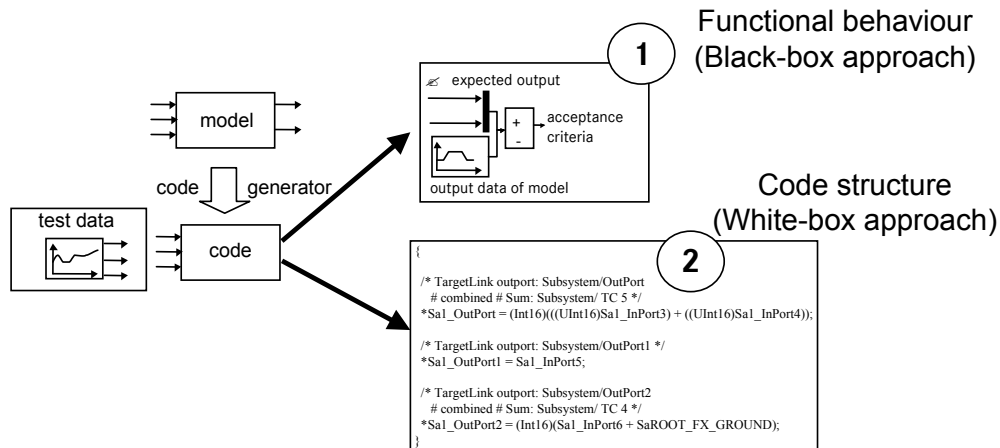 Functional behaviour
(Black-box approach)
1
expected output
+
-
acceptance
criteria
output data of model
model
code generator
test data
code
Code structure
(White-box approach)
2
{
/* TargetLink outport: Subsystem/OutPort
# combined # Sum: Subsystem/ TC 5 */
*Sa1_OutPort = (Int16)(((UInt16)Sa1_InPort3) + ((UInt16)Sa1_InPort4));
/* TargetLink outport: Subsystem/OutPort1 */
*Sa1_OutPort1 = Sa1_InPort5;
/* TargetLink outport: Subsystem/OutPort2
# combined # Sum: Subsystem/ TC 4 */
*Sa1_OutPort2 = (Int16)(Sa1_InPort6 + SaROOT_FX_GROUND);
}